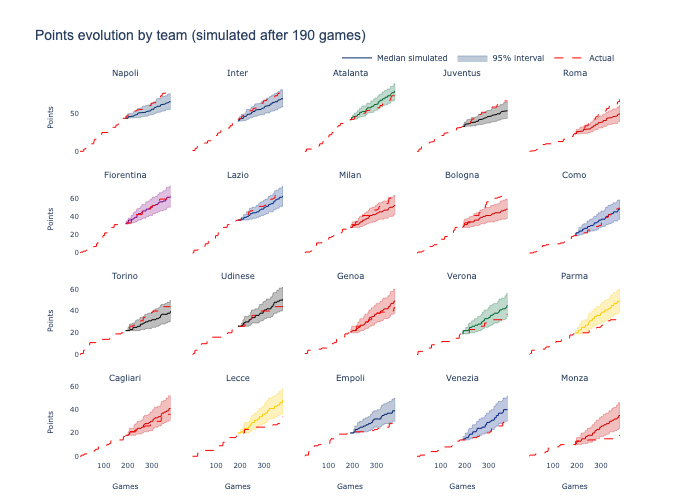 Points evolution by team (simulated after 190 games)
Median simulated 95% interval Actual
Napoli Inter Atalanta Juventus Roma
50
0
Points
Fiorentina Lazio Milan Bologna Como
60
40
20
0
Points
Torino Udinese Genoa Verona Parma
60
40
20
0
Points
Cagliari Lecce Empoli Venezia Monza
60
40
20
0
Points
100 200 300 100 200 300 100 200 300 100 200 300 100 200 300
Games Games Games Games Games